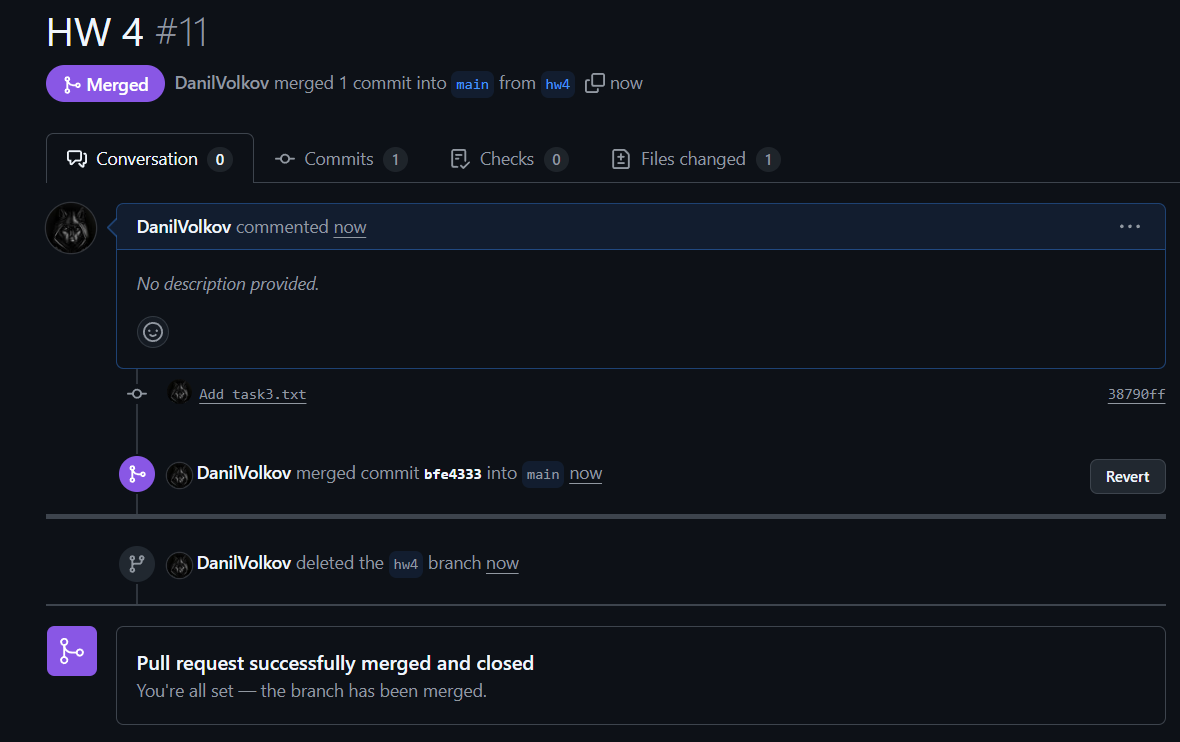 HW 4 #11
Merged DanilVolkov merged 1 commit into main from hw4 now
Conversation 0 Commits 1 Checks 0 Files changed 1
DanilVolkov commented now
No description provided.
Add task3.txt 38790ff
DanilVolkov merged commit bfe4333 into main now Revert
DanilVolkov deleted the hw4 branch now
Pull request successfully merged and closed
You're all set — the branch has been merged.